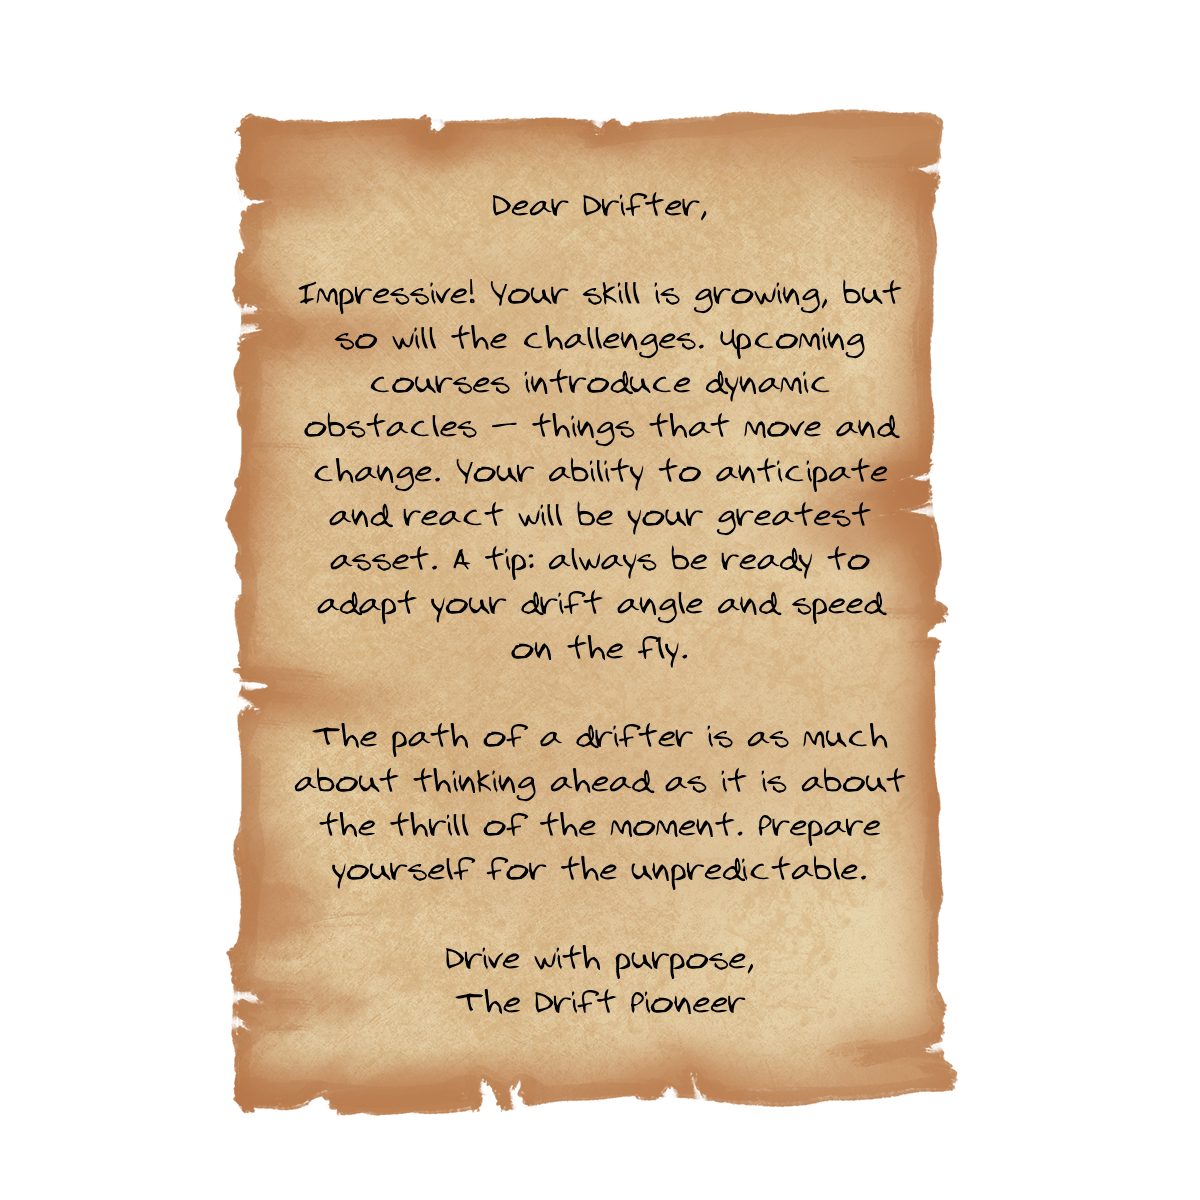 Dear Drifter,
Impressive! Your skill is growing, but
so will the challenges. Upcoming
courses introduce dynamic
obstacles — things that move and
change. Your ability to anticipate
and react will be your greatest
asset. A tip: always be ready to
adapt your drift angle and speed
on the fly.
The path of a drifter is as much
about thinking ahead as it is about
the thrill of the moment. Prepare
yourself for the unpredictable.
Drive with purpose,
The Drift Pioneer